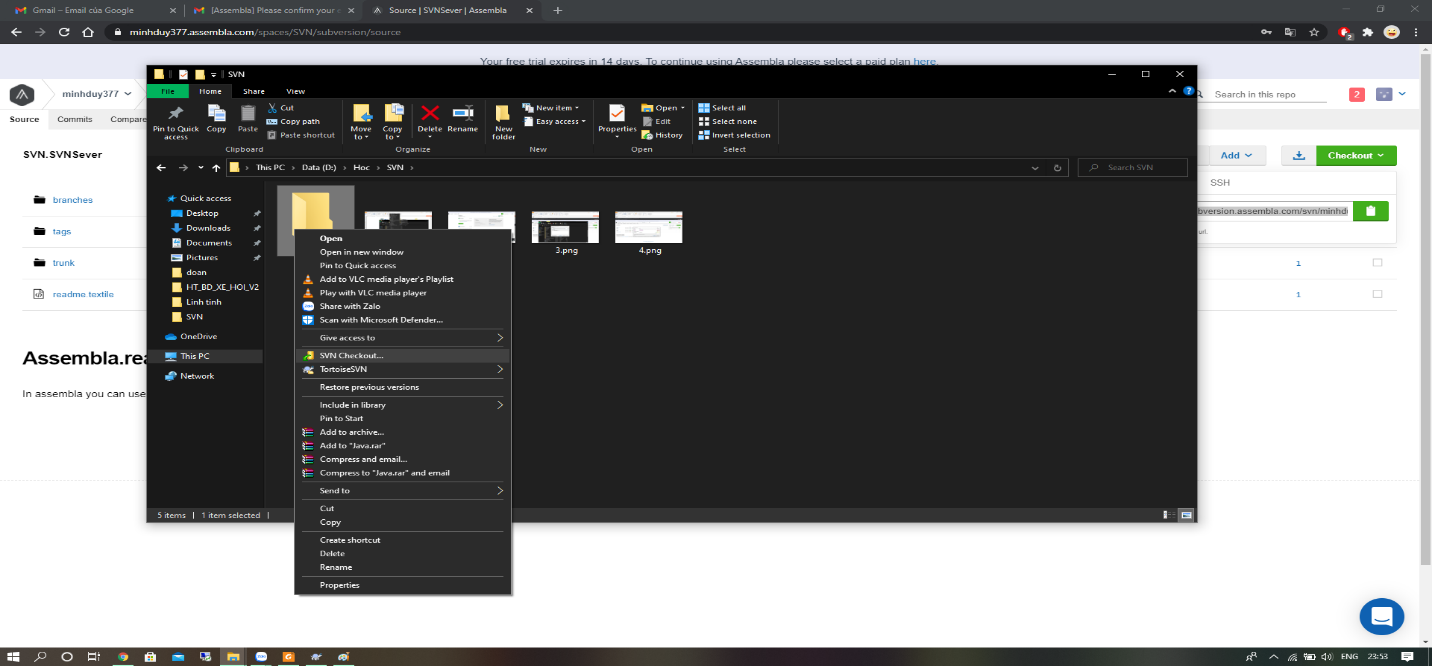 Gmail – Email của Google
[Assembla] Please confirm your e
Source | SVNSever | Assembla
minhduy377.assembla.com/spaces/SVN/subversion/source
2
Your free trial expires in 14 days. To continue using Assembla please select a paid plan here.
minhduy377
Search in this repo
2
Source
Commits
Compare
SVN.SVNSever
Add
Checkout
SSH
bversion.assembla.com/svn/minhd
url.
branches
tags
trunk
1
readme.textile
1
Assembla.rea
In assembla you can use
SVN
File
Home
Share
View
Pin to Quick access
Copy
Paste
Cut
Copy path
Paste shortcut
Clipboard
Move to
Copy to
Delete
Rename
Organize
New folder
New item
Easy access
New
Properties
Open
Edit
History
Open
Select all
Select none
Invert selection
Select
This PC
Data (D:)
Hoc
SVN
Search SVN
Quick access
Desktop
Downloads
Documents
Pictures
doan
HT_BD_XE_HOI_V2
Linh tinh
SVN
OneDrive
This PC
Network
3.png
4.png
Open
Open in new window
Pin to Quick access
Add to VLC media player's Playlist
Play with VLC media player
Share with Zalo
Scan with Microsoft Defender...
Give access to
SVN Checkout...
TortoiseSVN
Restore previous versions
Include in library
Pin to Start
Add to archive...
Add to "Java.rar"
Compress and email...
Compress to "Java.rar" and email
Send to
Cut
Copy
Create shortcut
Delete
Rename
Properties
5 items
1 item selected
ENG
23:53